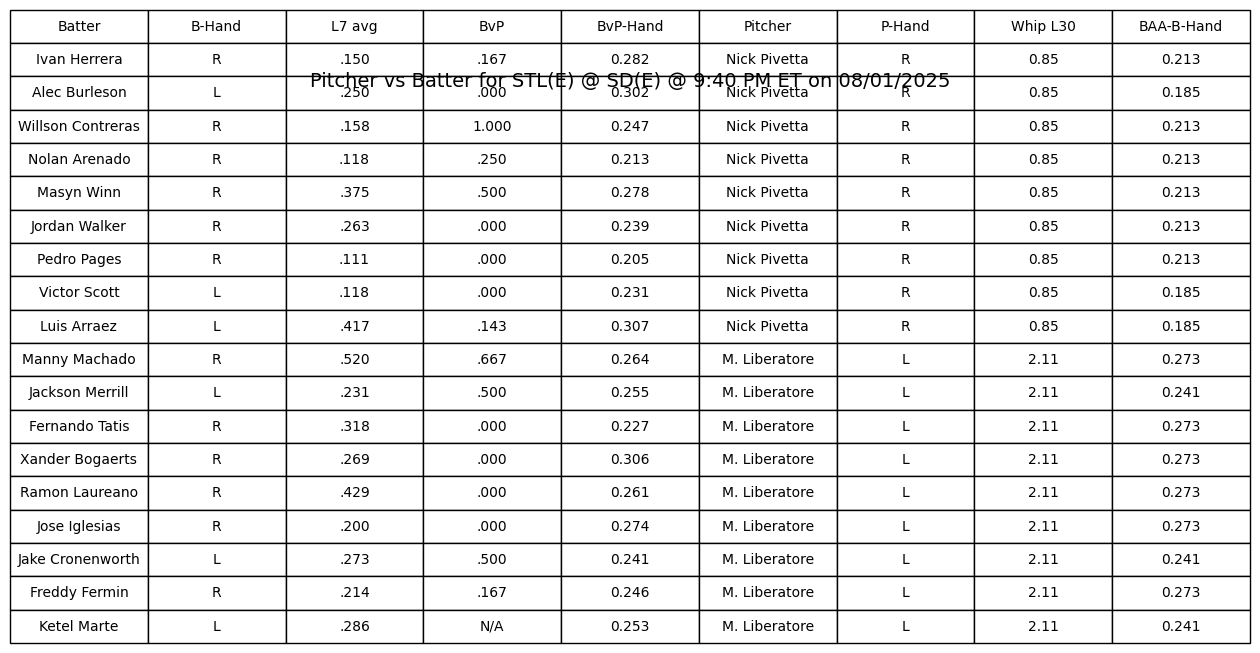 Batter B-Hand L7 avg BvP BvP-Hand Pitcher P-Hand Whip L30 BAA-B-Hand
Ivan Herrera R .150 .167 0.282 Nick Pivetta R 0.85 0.213
Pitcher vs Batter for STL(E) @ SD(E) @ 9:40 PM ET on 08/01/2025
Alec Burleson L .250 .000 0.302 Nick Pivetta R 0.85 0.185
Willson Contreras R .158 1.000 0.247 Nick Pivetta R 0.85 0.213
Nolan Arenado R .118 .250 0.213 Nick Pivetta R 0.85 0.213
Masyn Winn R .375 .500 0.278 Nick Pivetta R 0.85 0.213
Jordan Walker R .263 .000 0.239 Nick Pivetta R 0.85 0.213
Pedro Pages R .111 .000 0.205 Nick Pivetta R 0.85 0.213
Victor Scott L .118 .000 0.231 Nick Pivetta R 0.85 0.185
Luis Arraez L .417 .143 0.307 Nick Pivetta R 0.85 0.185
Manny Machado R .520 .667 0.264 M. Liberatore L 2.11 0.273
Jackson Merrill L .231 .500 0.255 M. Liberatore L 2.11 0.241
Fernando Tatis R .318 .000 0.227 M. Liberatore L 2.11 0.273
Xander Bogaerts R .269 .000 0.306 M. Liberatore L 2.11 0.273
Ramon Laureano R .429 .000 0.261 M. Liberatore L 2.11 0.273
Jose Iglesias R .200 .000 0.274 M. Liberatore L 2.11 0.273
Jake Cronenworth L .273 .500 0.241 M. Liberatore L 2.11 0.241
Freddy Fermin R .214 .167 0.246 M. Liberatore L 2.11 0.273
Ketel Marte L .286 N/A 0.253 M. Liberatore L 2.11 0.241